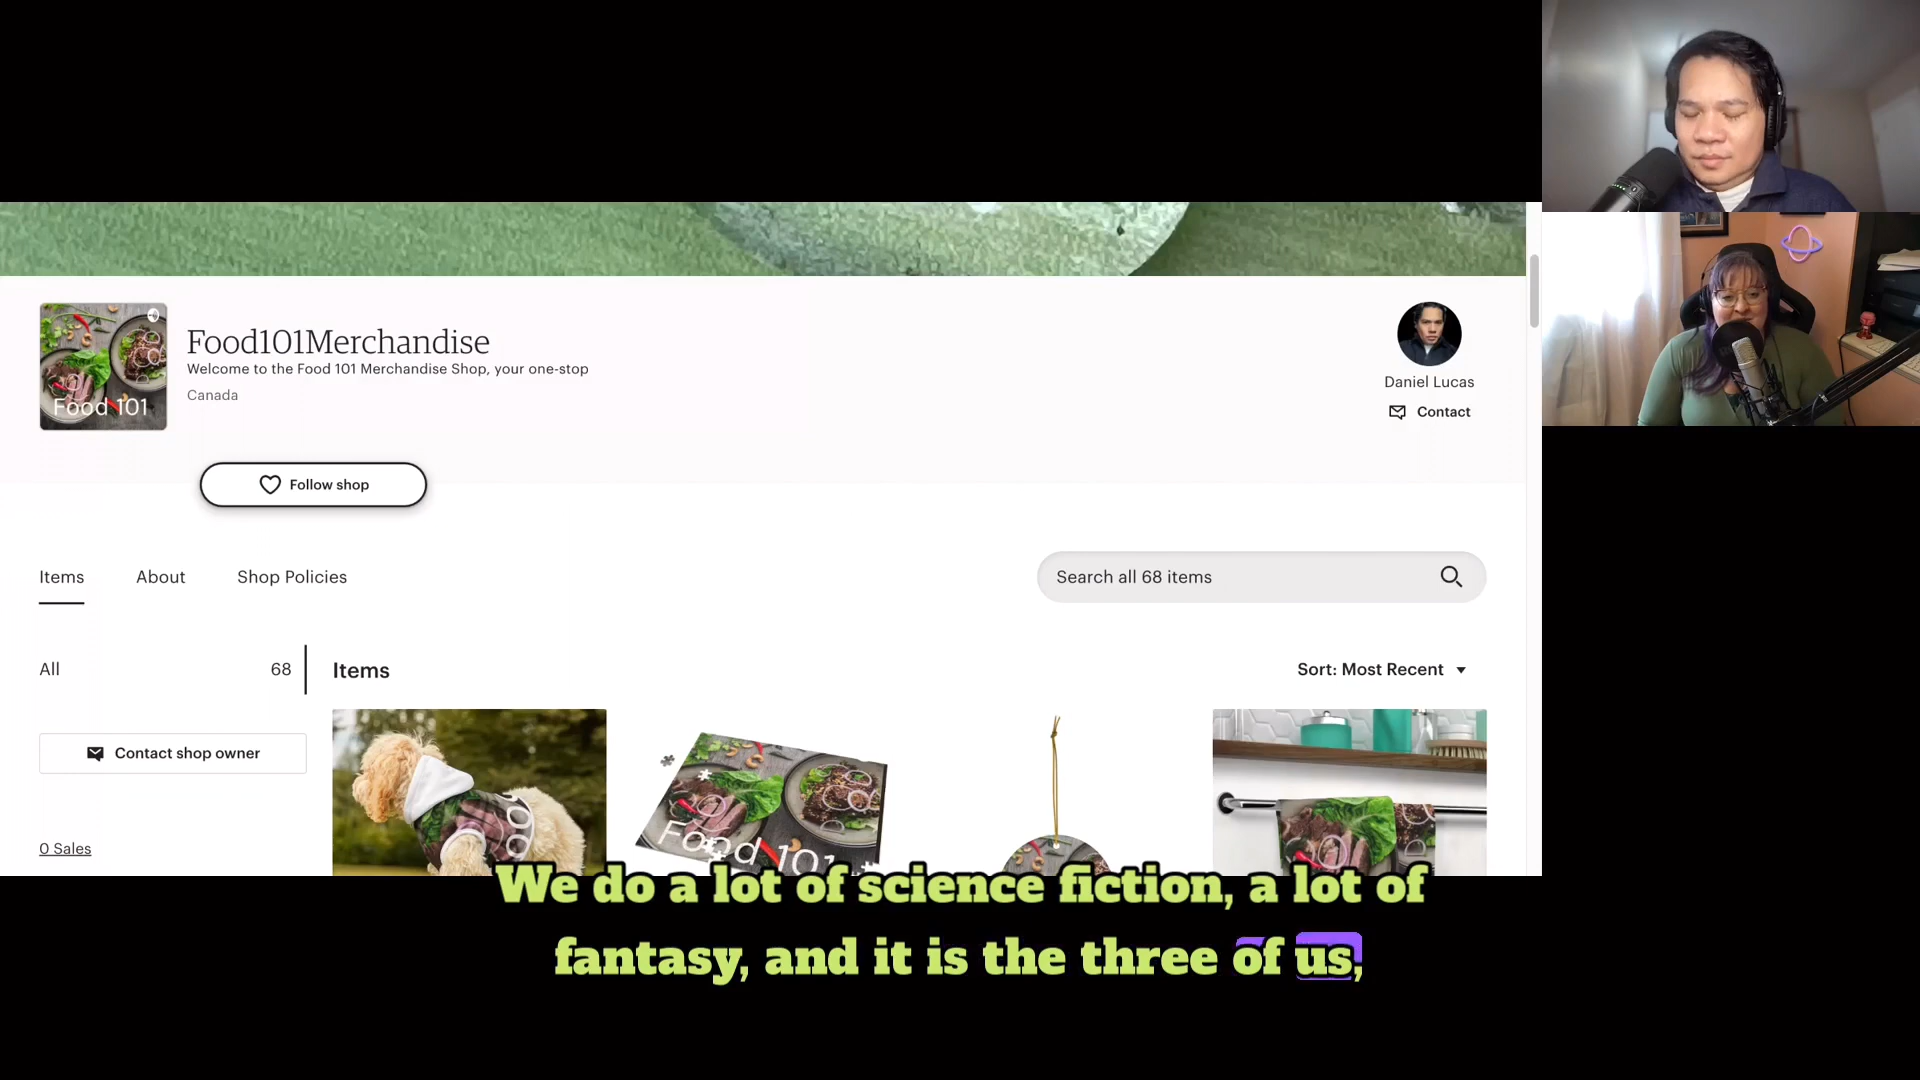 Food 101
Food101Merchandise
Welcome to the Food 101 Merchandise Shop, your one-stop
Canada
Daniel Lucas
Contact
Follow shop
Items
About
Shop Policies
Search all 68 items
All
68
Items
Sort: Most Recent
Contact shop owner
0 Sales
Food 101
We do a lot of science fiction, a lot of
fantasy, and it is the three of us,